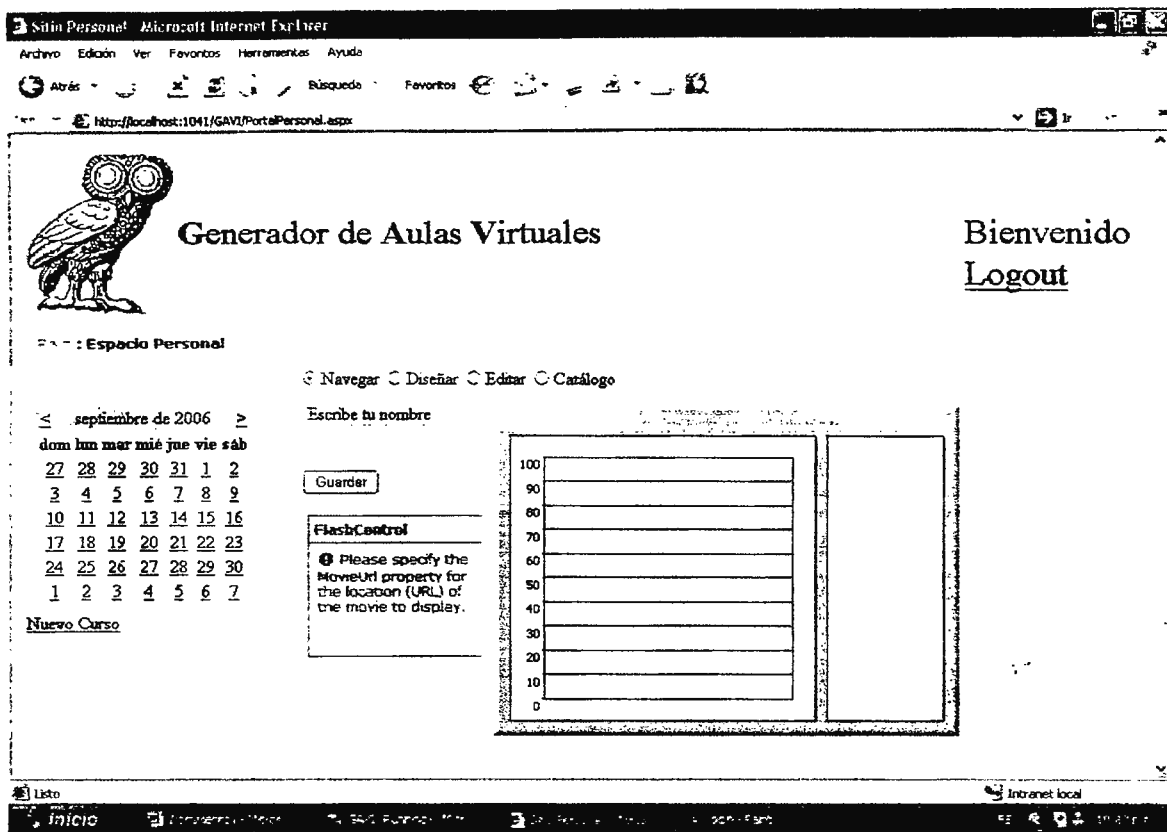 Sitio Personal - Microsoft Internet Explorer
Archivo Edición Ver Favoritos Herramientas Ayuda
Atrás Búsqueda Favoritos
http://localhost:1041/GAVI/PortalPersonal.aspx Ir
Generador de Aulas Virtuales
Bienvenido
Logout
: Espacio Personal
Navegar Diseñar Editar Catálogo
< septiembre de 2006 >
dom lun mar mié jue vie sáb
27 28 29 30 31 1 2
3 4 5 6 7 8 9
10 11 12 13 14 15 16
17 18 19 20 21 22 23
24 25 26 27 28 29 30
1 2 3 4 5 6 7
Nuevo Curso
Escribe tu nombre
Guardar
FlashControl
Please specify the
MovieUrl property for
the location (URL) of
the movie to display.
100
90
80
70
60
50
40
30
20
10
0
Listo Intranet local
Inicio